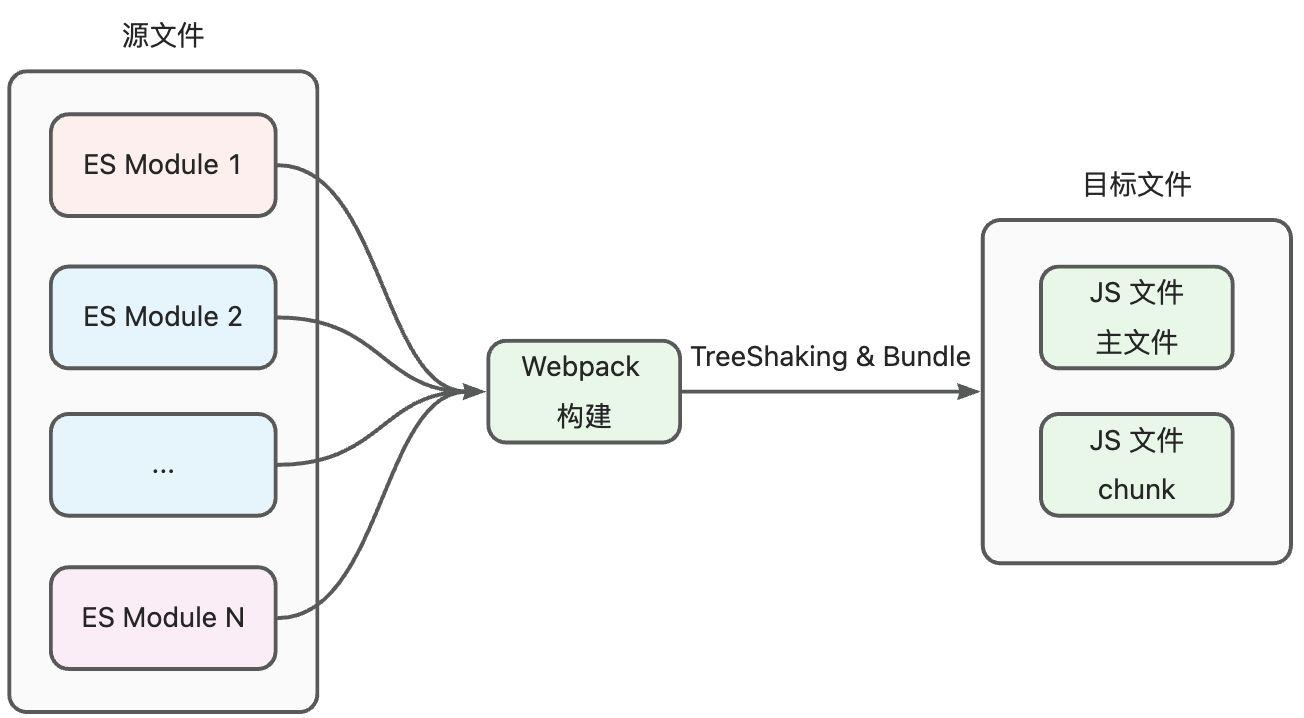 源文件
ES Module 1
ES Module 2
...
ES Module N
Webpack
构建
TreeShaking & Bundle
目标文件
JS 文件
主文件
JS 文件
chunk